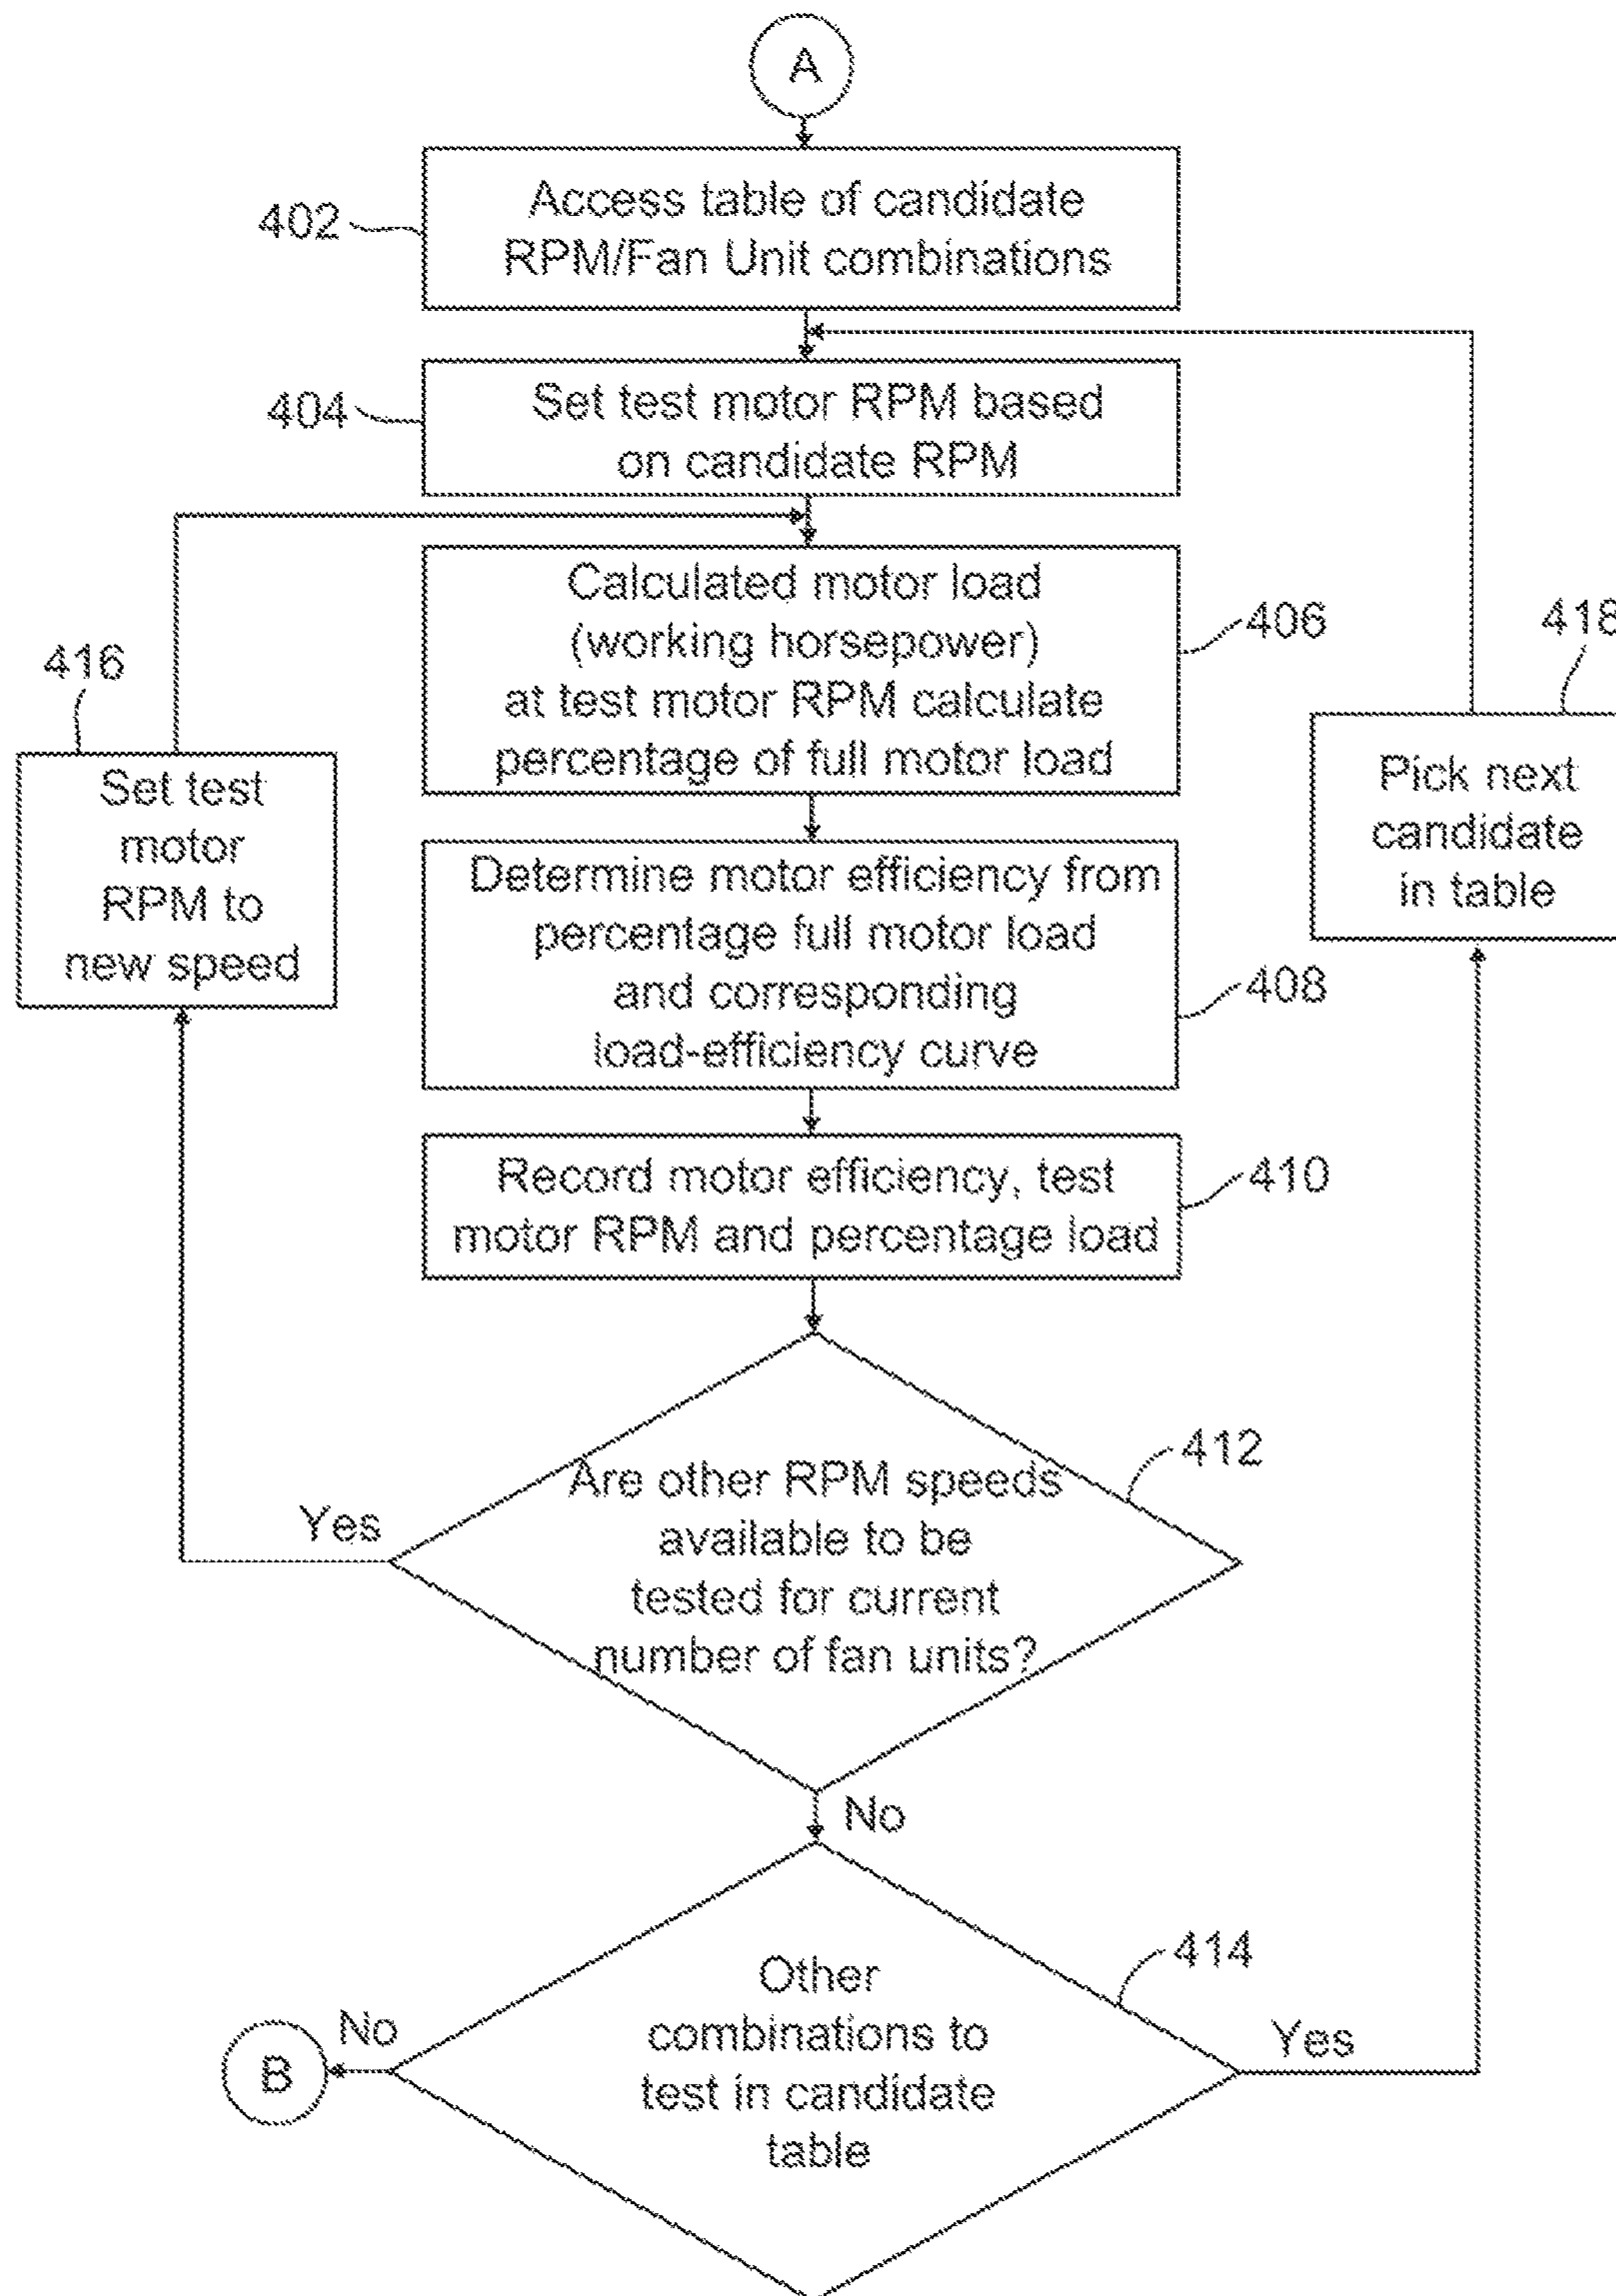 A
402
Access table of candidate
RPM/Fan Unit combinations
404
Set test motor RPM based
on candidate RPM
Calculated motor load
(working horsepower)
at test motor RPM calculate
percentage of full motor load
406
416
Set test
motor
RPM to
new speed
418
Pick next
candidate
in table
Determine motor efficiency from
percentage full motor load
and corresponding
load-efficiency curve
408
Record motor efficiency, test
motor RPM and percentage load
410
Are other RPM speeds
available to be
tested for current
number of fan units?
412
Yes
No
Other
combinations to
test in candidate
table
414
No
B
Yes